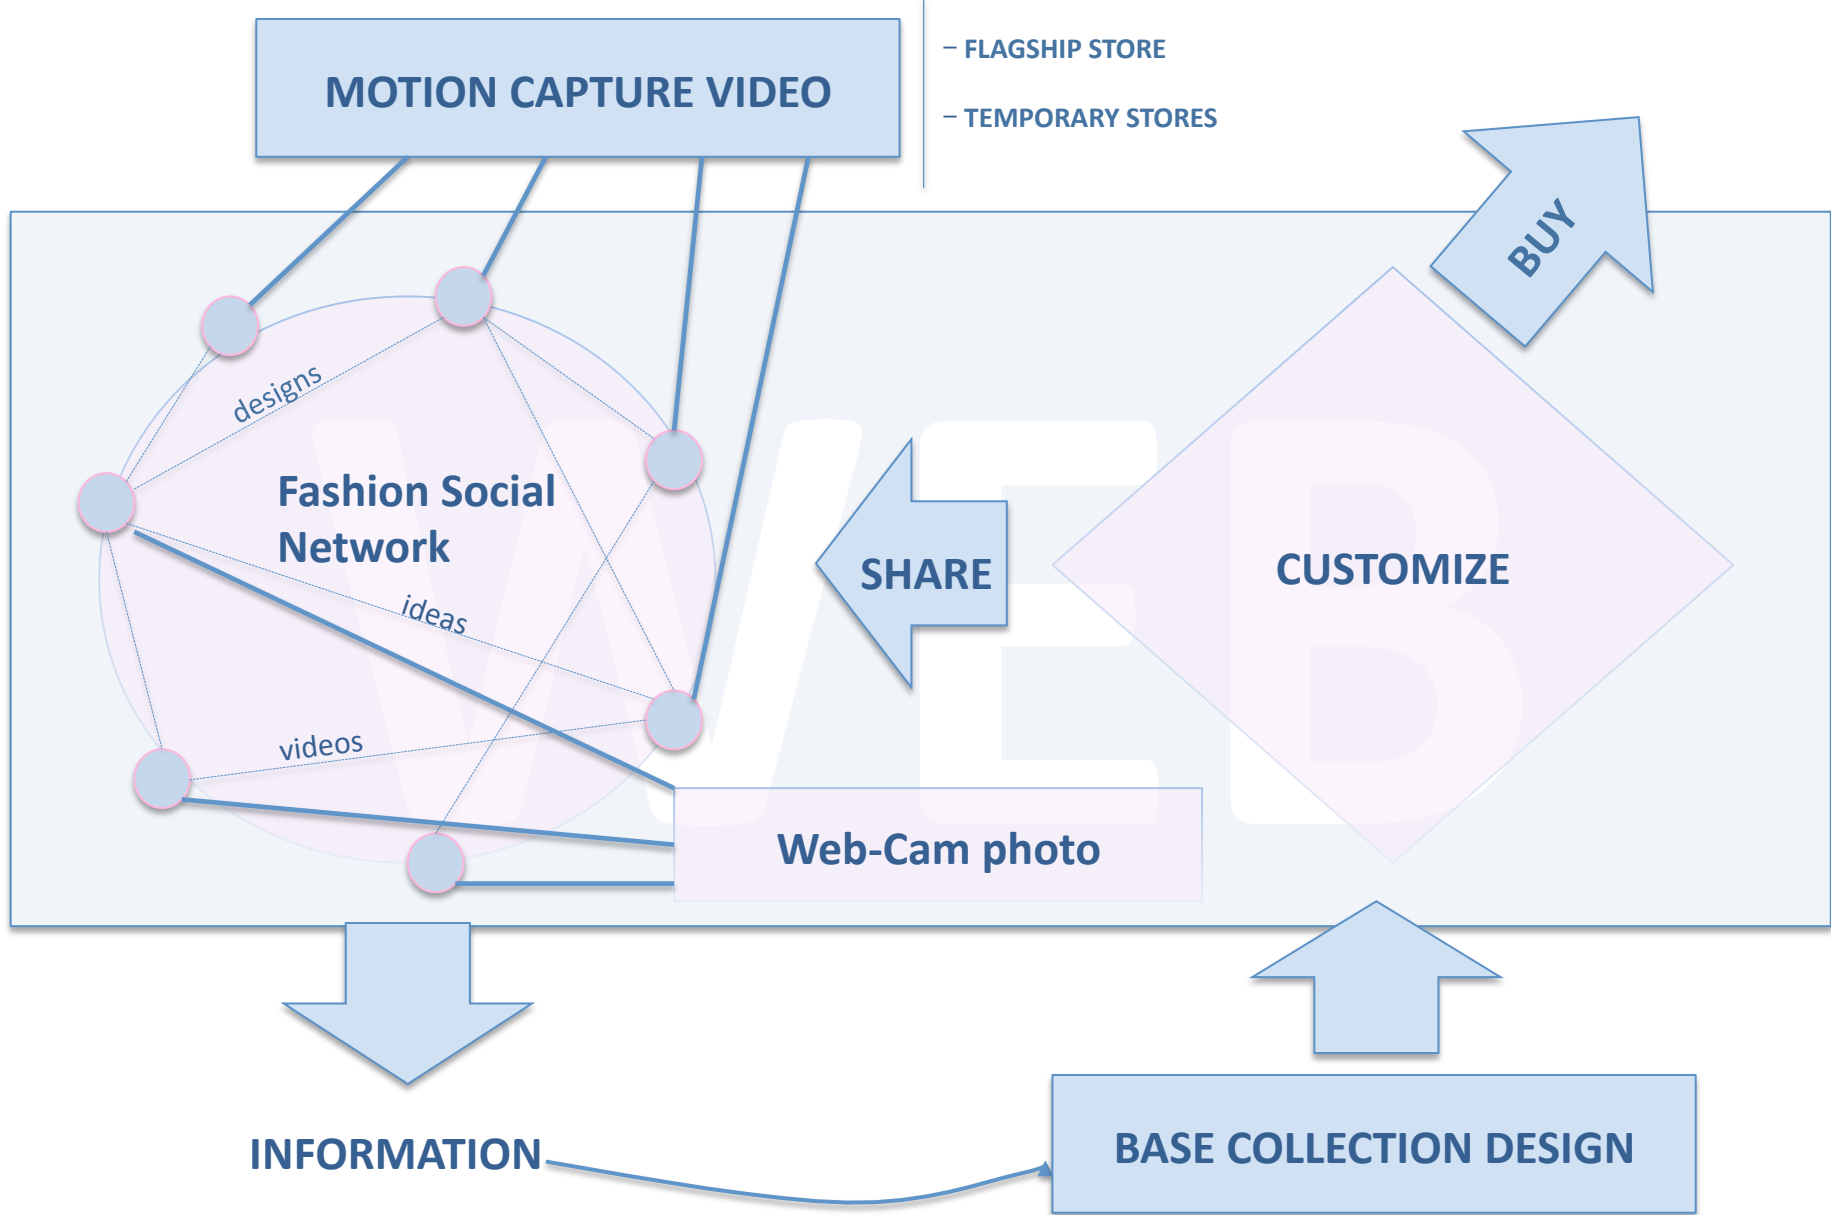 MOTION CAPTURE VIDEO
– FLAGSHIP STORE
– TEMPORARY STORES
BUY
designs
Fashion Social
Network
WEB
SHARE
CUSTOMIZE
ideas
videos
Web-Cam photo
INFORMATION
BASE COLLECTION DESIGN